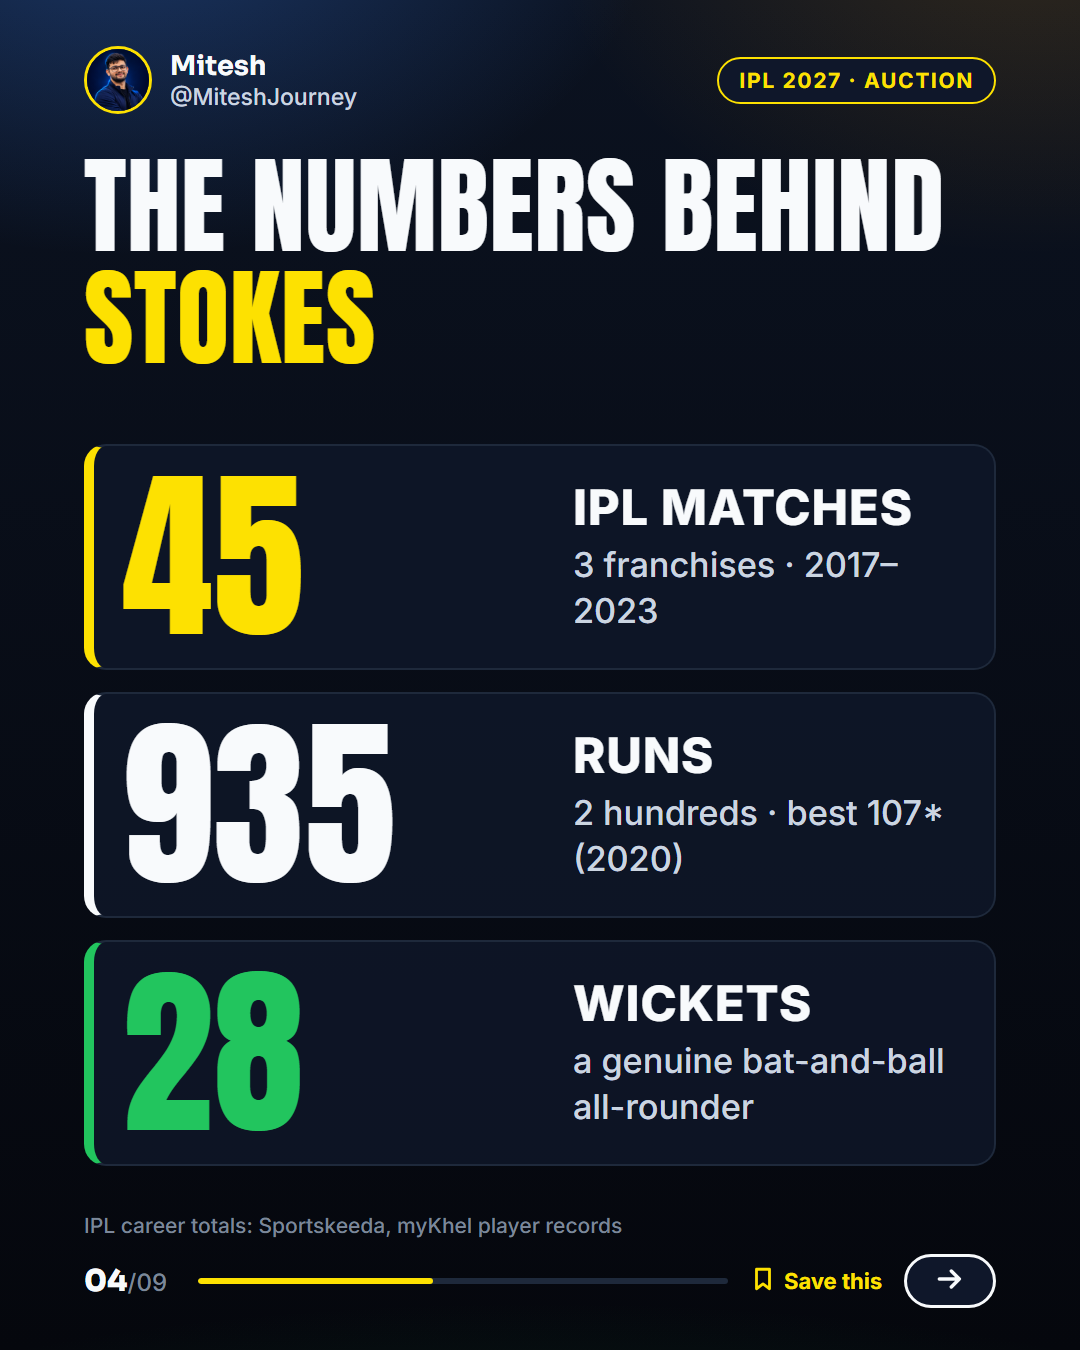 Mitesh
@MiteshJourney
IPL 2027 · AUCTION
THE NUMBERS BEHIND
STOKES
45
IPL MATCHES
3 franchises · 2017–
2023
935
RUNS
2 hundreds · best 107*
(2020)
28
WICKETS
a genuine bat-and-ball
all-rounder
IPL career totals: Sportskeeda, myKhel player records
04/09
Save this